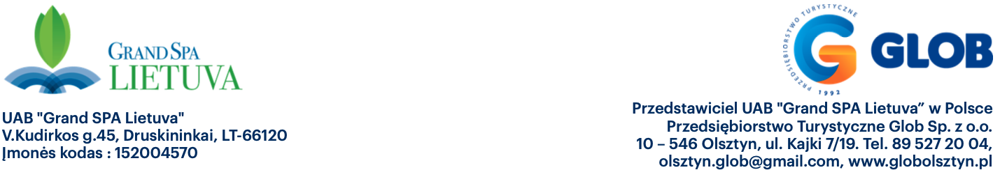 GRAND SPA
LIETUVA
UAB "Grand SPA Lietuva"
V.Kudirkos g.45, Druskininkai, LT-66120
Įmonės kodas : 152004570
PRZEDSIĘBIORSTWO TURYSTYCZNE
1992
GLOB
Przedstawiciel UAB "Grand SPA Lietuva” w Polsce
Przedsiębiorstwo Turystyczne Glob Sp. z o.o.
10 – 546 Olsztyn, ul. Kajki 7/19. Tel. 89 527 20 04,
olsztyn.glob@gmail.com, www.globolsztyn.pl